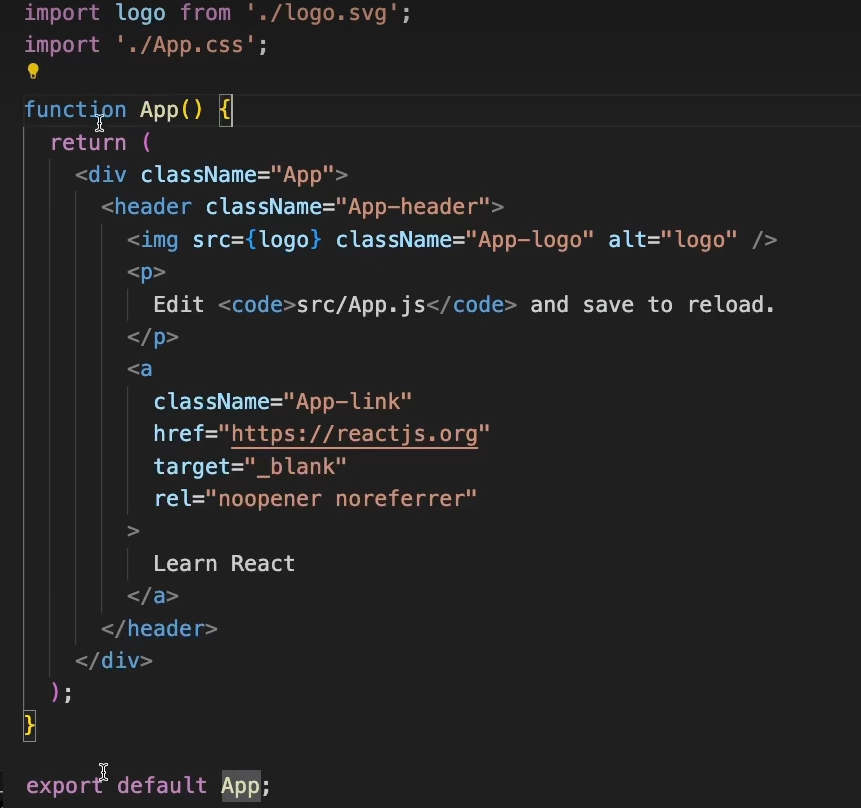 import logo from './logo.svg';
import './App.css';
function App() {
  return (
    <div className="App">
      <header className="App-header">
        <img src={logo} className="App-logo" alt="logo" />
        <p>
          Edit <code>src/App.js</code> and save to reload.
        </p>
        <a
          className="App-link"
          href="https://reactjs.org"
          target="_blank"
          rel="noopener noreferrer"
        >
          Learn React
        </a>
      </header>
    </div>
  );
}
export default App;